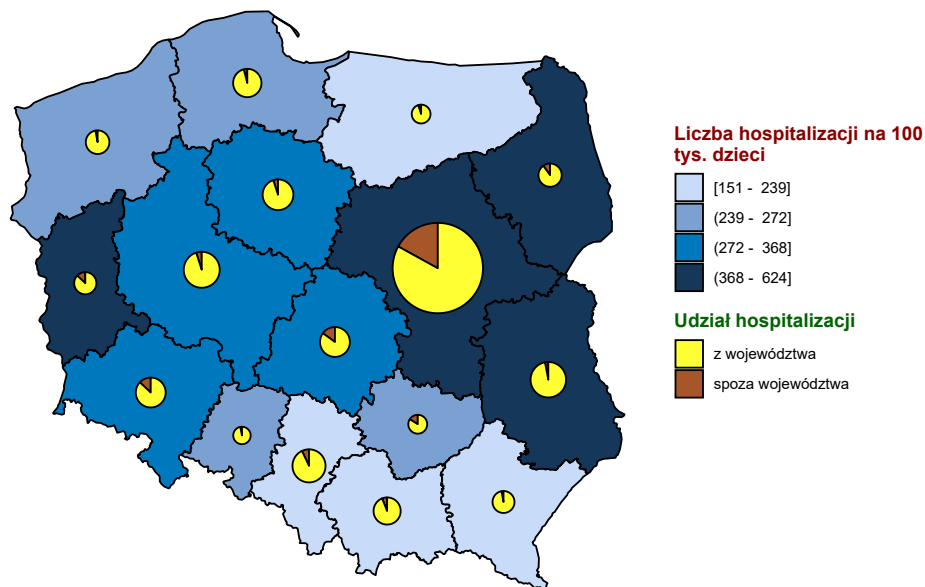 Liczba hospitalizacji na 100
tys. dzieci
[151 - 239]
(239 - 272]
(272 - 368]
(368 - 624]
Udział hospitalizacji
z województwa
spoza województwa